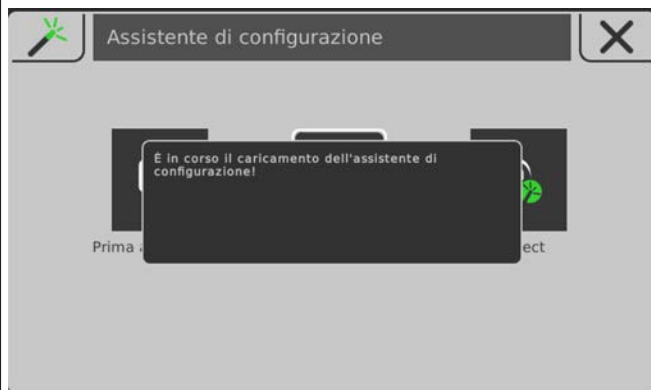 Assistente di configurazione
È in corso il caricamento dell'assistente di
configurazione!
Prima
ect